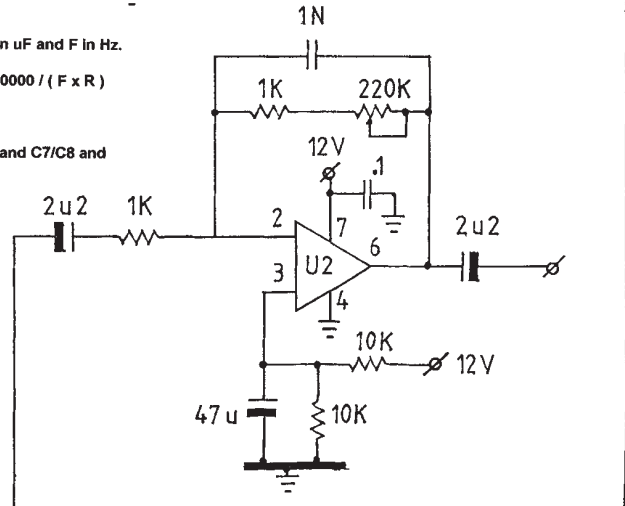 1N
n uF and F in Hz.
0000 / ( F x R )
1K 220K
and C7/C8 and
12V .1
2u2 1K
2 7 6 2u2
3 U2 4
10K 12V
47u 10K